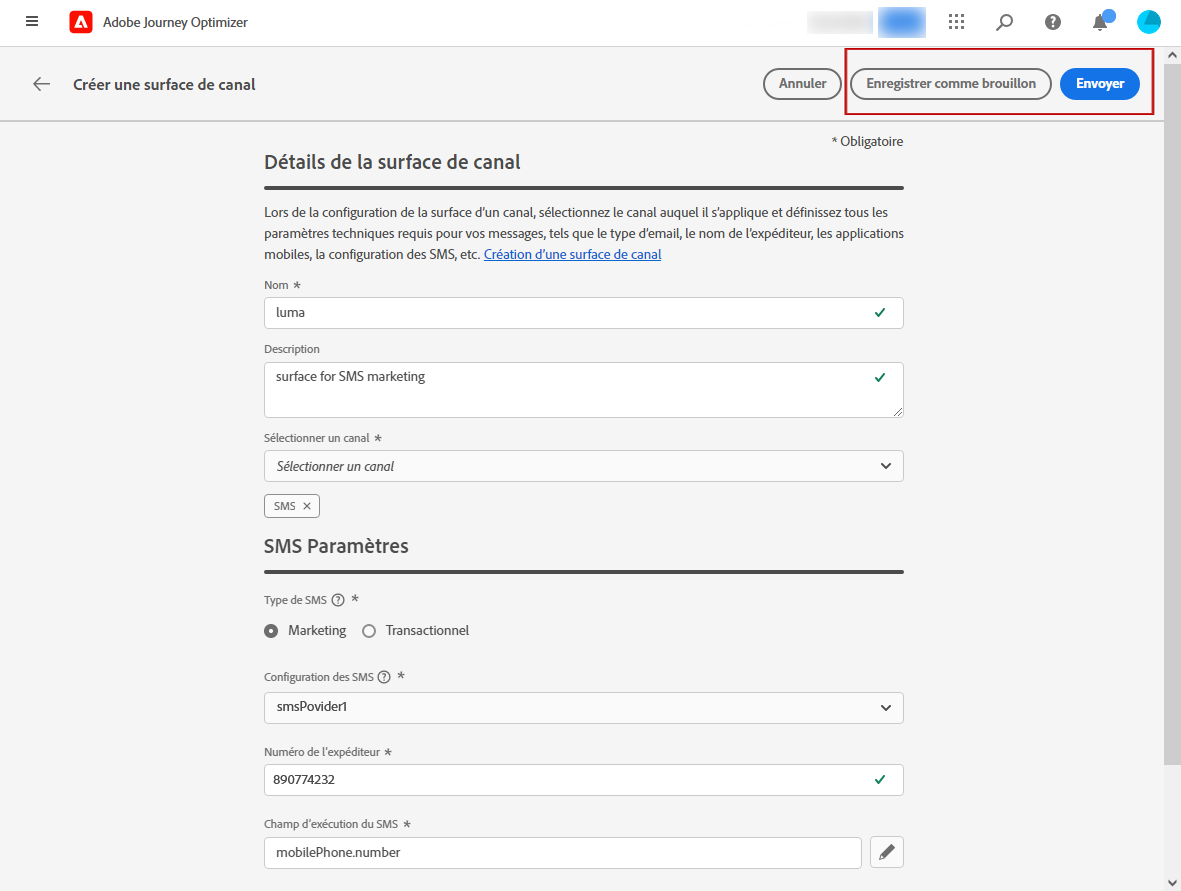 Adobe Journey Optimizer
Créer une surface de canal
Annuler
Enregistrer comme brouillon
Envoyer
* Obligatoire
Détails de la surface de canal
Lors de la configuration de la surface d'un canal, sélectionnez le canal auquel il s'applique et définissez tous les
paramètres techniques requis pour vos messages, tels que le type d'email, le nom de l'expéditeur, les applications
mobiles, la configuration des SMS, etc. Création d'une surface de canal
Nom *
luma
Description
surface for SMS marketing
Sélectionner un canal *
Sélectionner un canal
SMS ×
SMS Paramètres
Type de SMS ? *
Marketing
Transactionnel
Configuration des SMS ? *
smsPovider1
Numéro de l'expéditeur *
890774232
Champ d'exécution du SMS *
mobilePhone.number